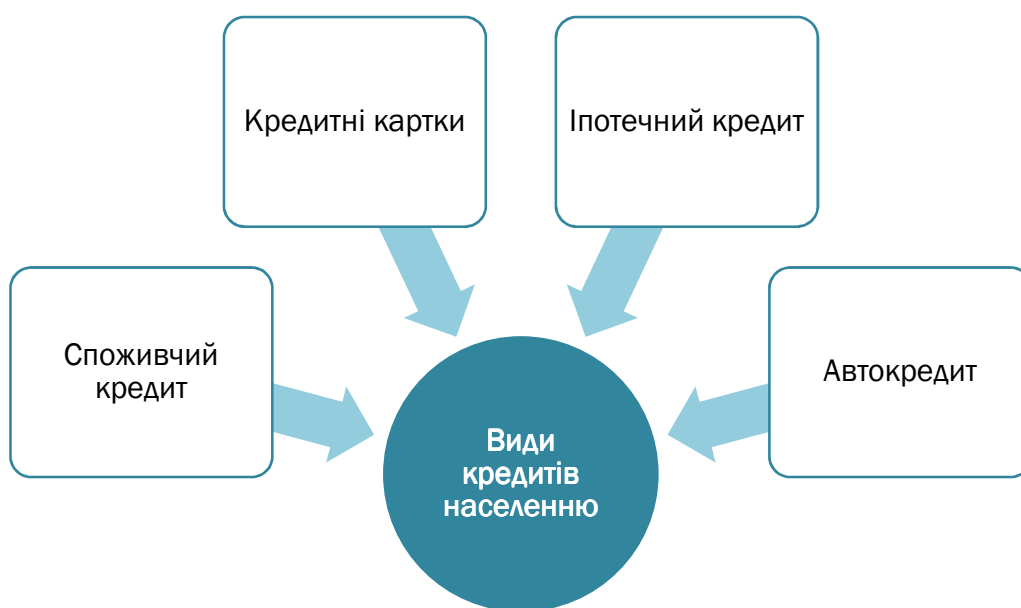 Кредитні картки
Іпотечний кредит
Споживчий
кредит
Автокредит
Види
кредитів
населенню